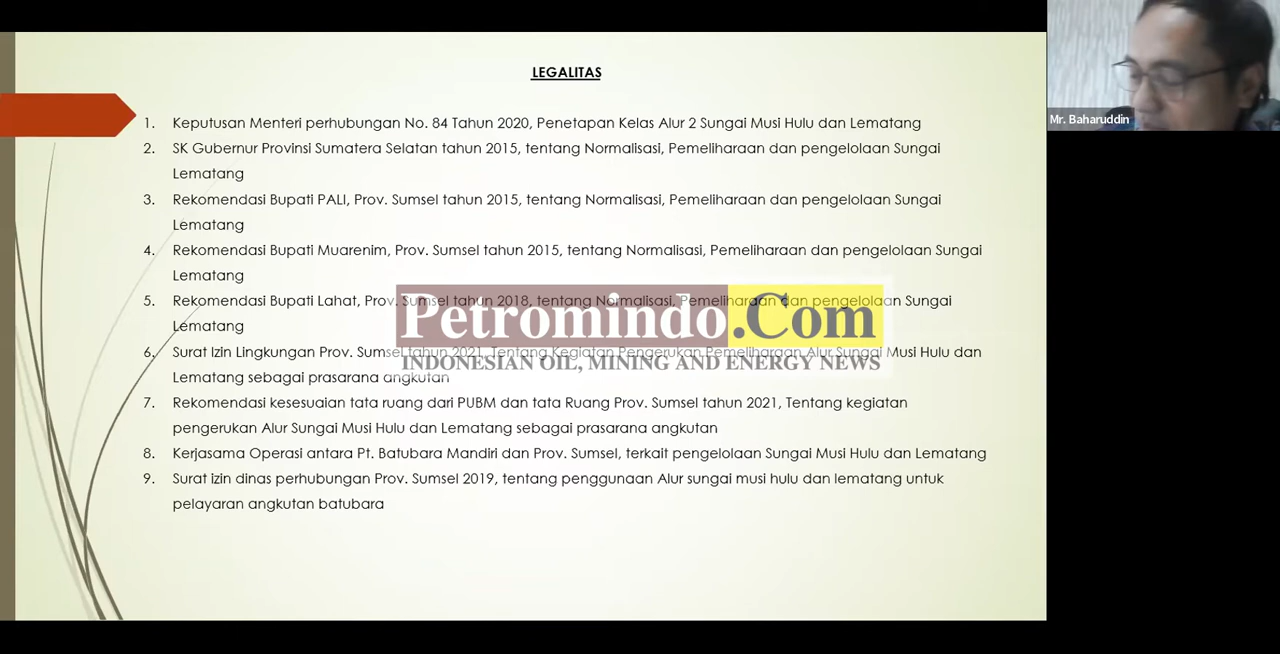 LEGALITAS
1. Keputusan Menteri perhubungan No. 84 Tahun 2020, Penetapan Kelas Alur 2 Sungai Musi Hulu dan Lematang
2. SK Gubernur Provinsi Sumatera Selatan tahun 2015, tentang Normalisasi, Pemeliharaan dan pengelolaan Sungai
Lematang
3. Rekomendasi Bupati PALI, Prov. Sumsel tahun 2015, tentang Normalisasi, Pemeliharaan dan pengelolaan Sungai
Lematang
4. Rekomendasi Bupati Muarenim, Prov. Sumsel tahun 2015, tentang Normalisasi, Pemeliharaan dan pengelolaan Sungai
Lematang
5. Rekomendasi Bupati Lahat, Prov. Sumsel tahun 2018, tentang Normalisasi, Pemeliharaan dan pengelolaan Sungai
Lematang
6. Surat Izin Lingkungan Prov. Sumsel tahun 2021, Tentang Kegiatan Pengerukan Pemeliharaan Alur Sungai Musi Hulu dan
Lematang sebagai prasarana angkutan
7. Rekomendasi kesesuaian tata ruang dari PUBM dan tata Ruang Prov. Sumsel tahun 2021, Tentang kegiatan
pengerukan Alur Sungai Musi Hulu dan Lematang sebagai prasarana angkutan
8. Kerjasama Operasi antara Pt. Batubara Mandiri dan Prov. Sumsel, terkait pengelolaan Sungai Musi Hulu dan Lematang
9. Surat izin dinas perhubungan Prov. Sumsel 2019, tentang penggunaan Alur sungai musi hulu dan lematang untuk
pelayaran angkutan batubara
Petromindo.Com
INDONESIAN OIL, MINING AND ENERGY NEWS
Mr. Baharuddin